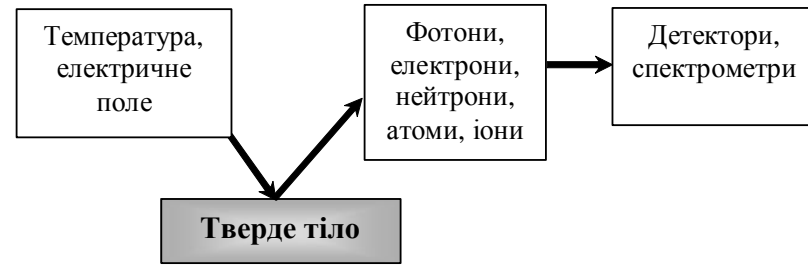 Температура,
електричне
поле
Фотони,
електрони,
нейтрони,
атоми, іони
Детектори,
спектрометри
Тверде тіло